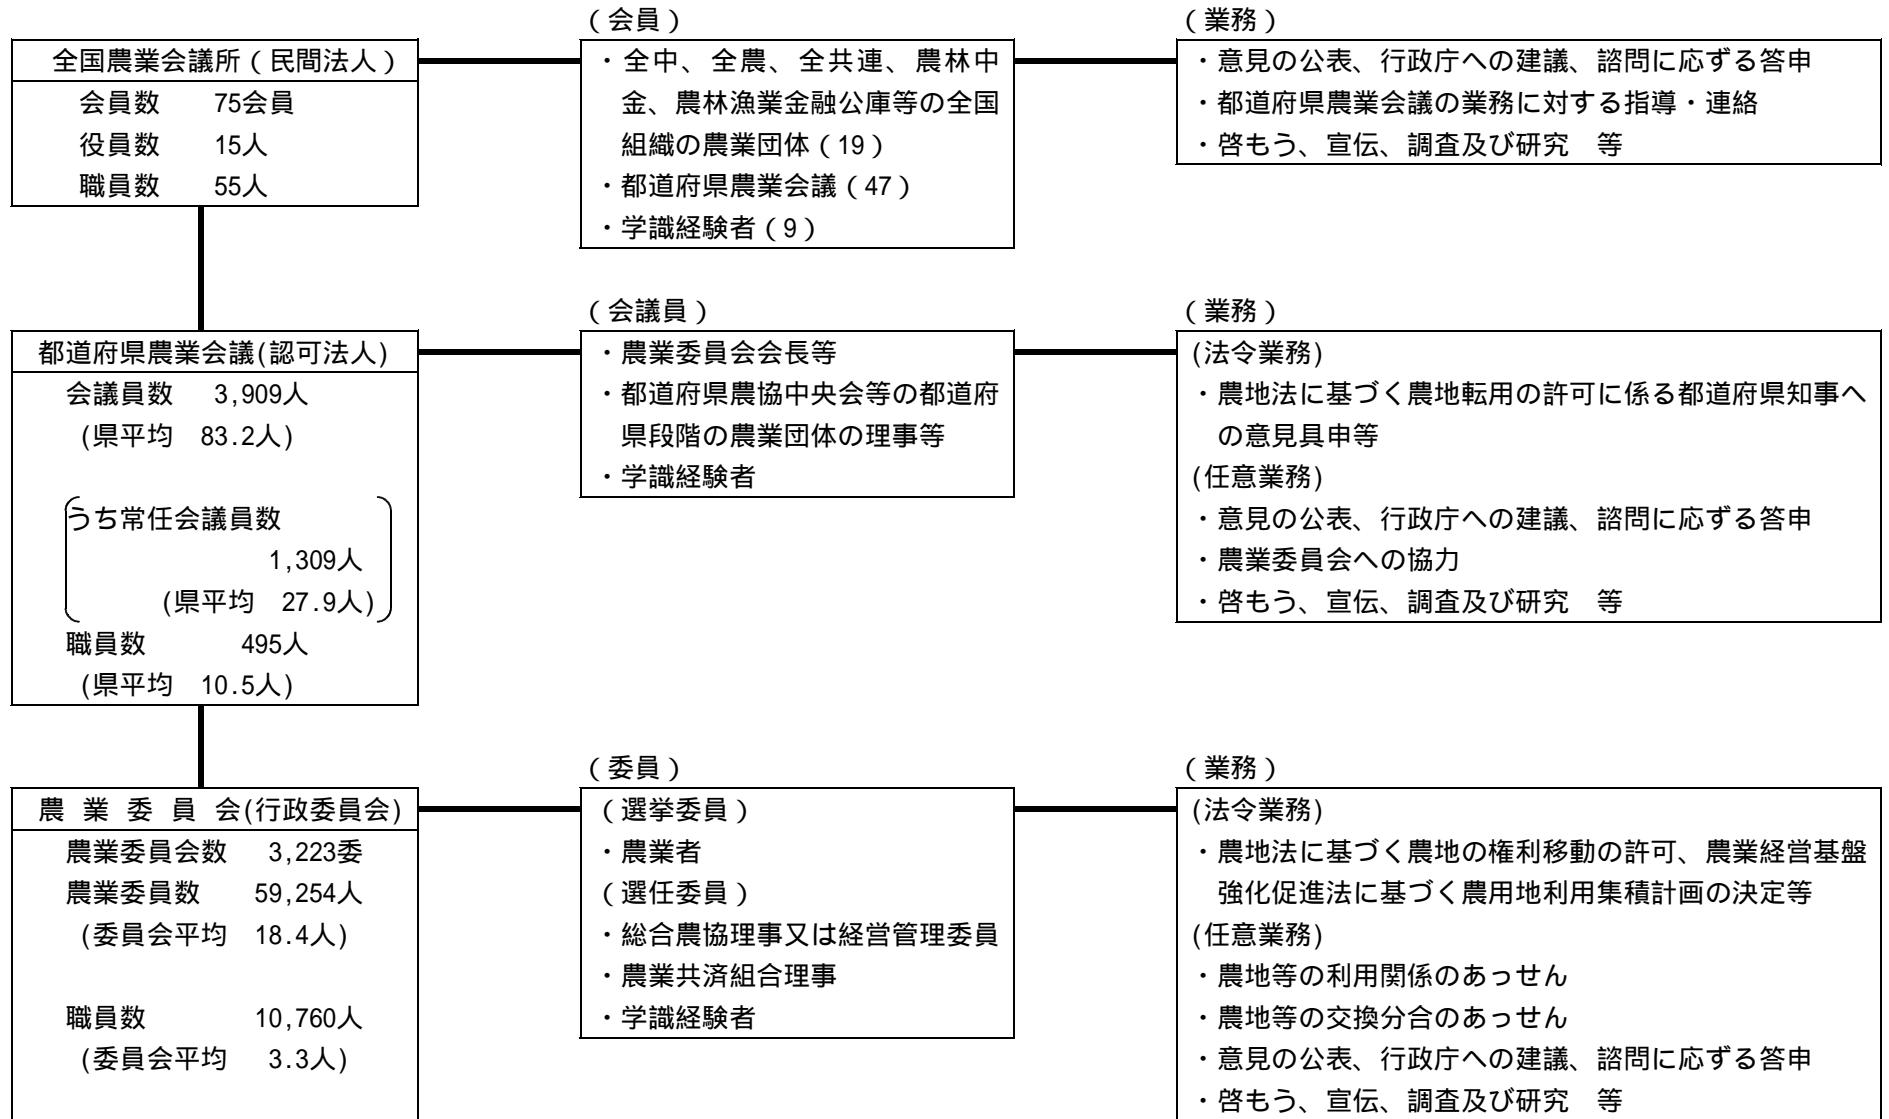 （会員）
（業務）
全国農業会議所（民間法人）
会員数　75会員
役員数　15人
職員数　55人
・全中、全農、全共連、農林中
金、農林漁業金融公庫等の全国
組織の農業団体（19）
・都道府県農業会議（47）
・学識経験者（9）
・意見の公表、行政庁への建議、諮問に応ずる答申
・都道府県農業会議の業務に対する指導・連絡
・啓もう、宣伝、調査及び研究　等
（会議員）
（業務）
都道府県農業会議(認可法人)
会議員数　3,909人
(県平均　83.2人)
うち常任会議員数
1,309人
(県平均　27.9人)
職員数　495人
(県平均　10.5人)
・農業委員会会長等
・都道府県農協中央会等の都道府
県段階の農業団体の理事等
・学識経験者
(法令業務)
・農地法に基づく農地転用の許可に係る都道府県知事へ
の意見具申等
(任意業務)
・意見の公表、行政庁への建議、諮問に応ずる答申
・農業委員会への協力
・啓もう、宣伝、調査及び研究　等
（委員）
（業務）
農　業　委　員　会(行政委員会)
農業委員会数　3,223委
農業委員数　59,254人
(委員会平均　18.4人)
職員数　10,760人
(委員会平均　3.3人)
（選挙委員）
・農業者
（選任委員）
・総合農協理事又は経営管理委員
・農業共済組合理事
・学識経験者
(法令業務)
・農地法に基づく農地の権利移動の許可、農業経営基盤
強化促進法に基づく農用地利用集積計画の決定等
(任意業務)
・農地等の利用関係のあっせん
・農地等の交換分合のあっせん
・意見の公表、行政庁への建議、諮問に応ずる答申
・啓もう、宣伝、調査及び研究　等